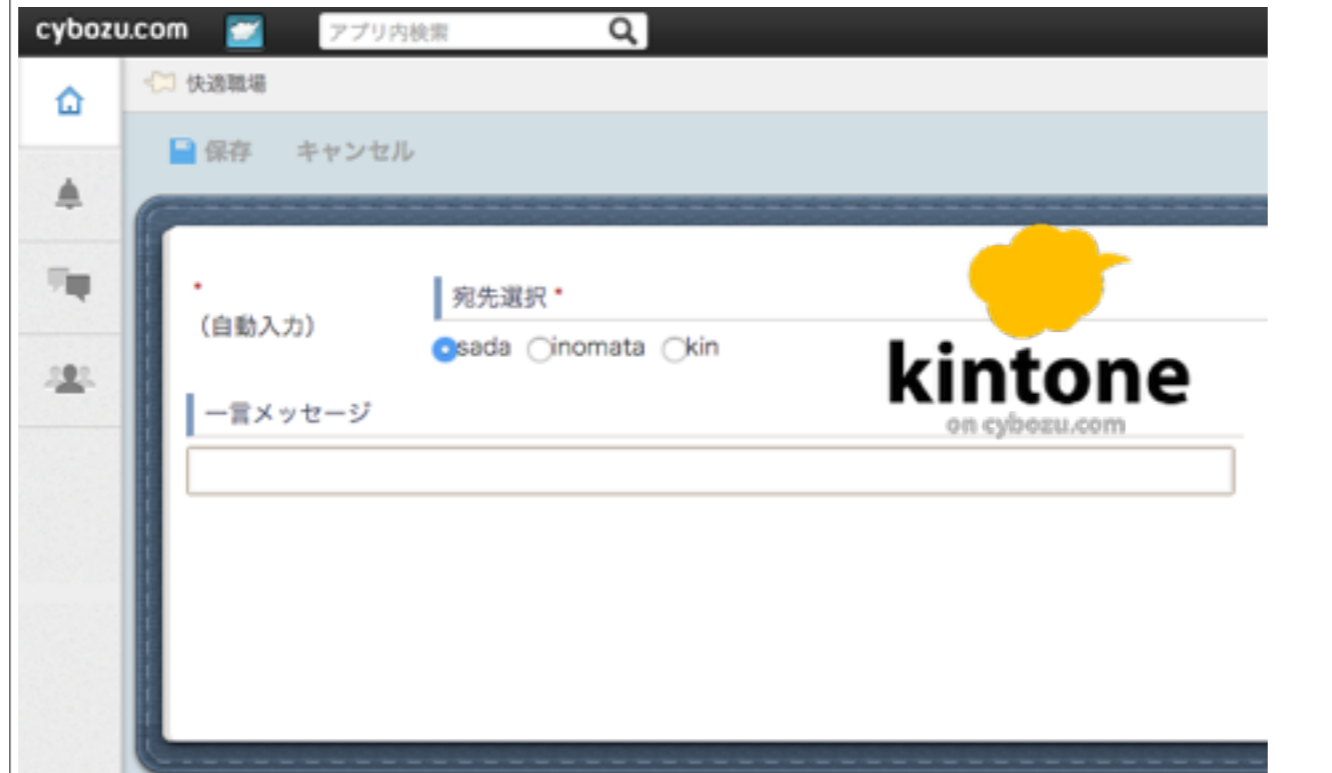 cybozu.com アプリ内検索
快適職場
保存 キャンセル
*
(自動入力)
宛先選択 *
sada inomata kin
一言メッセージ
kintone
on cybozu.com